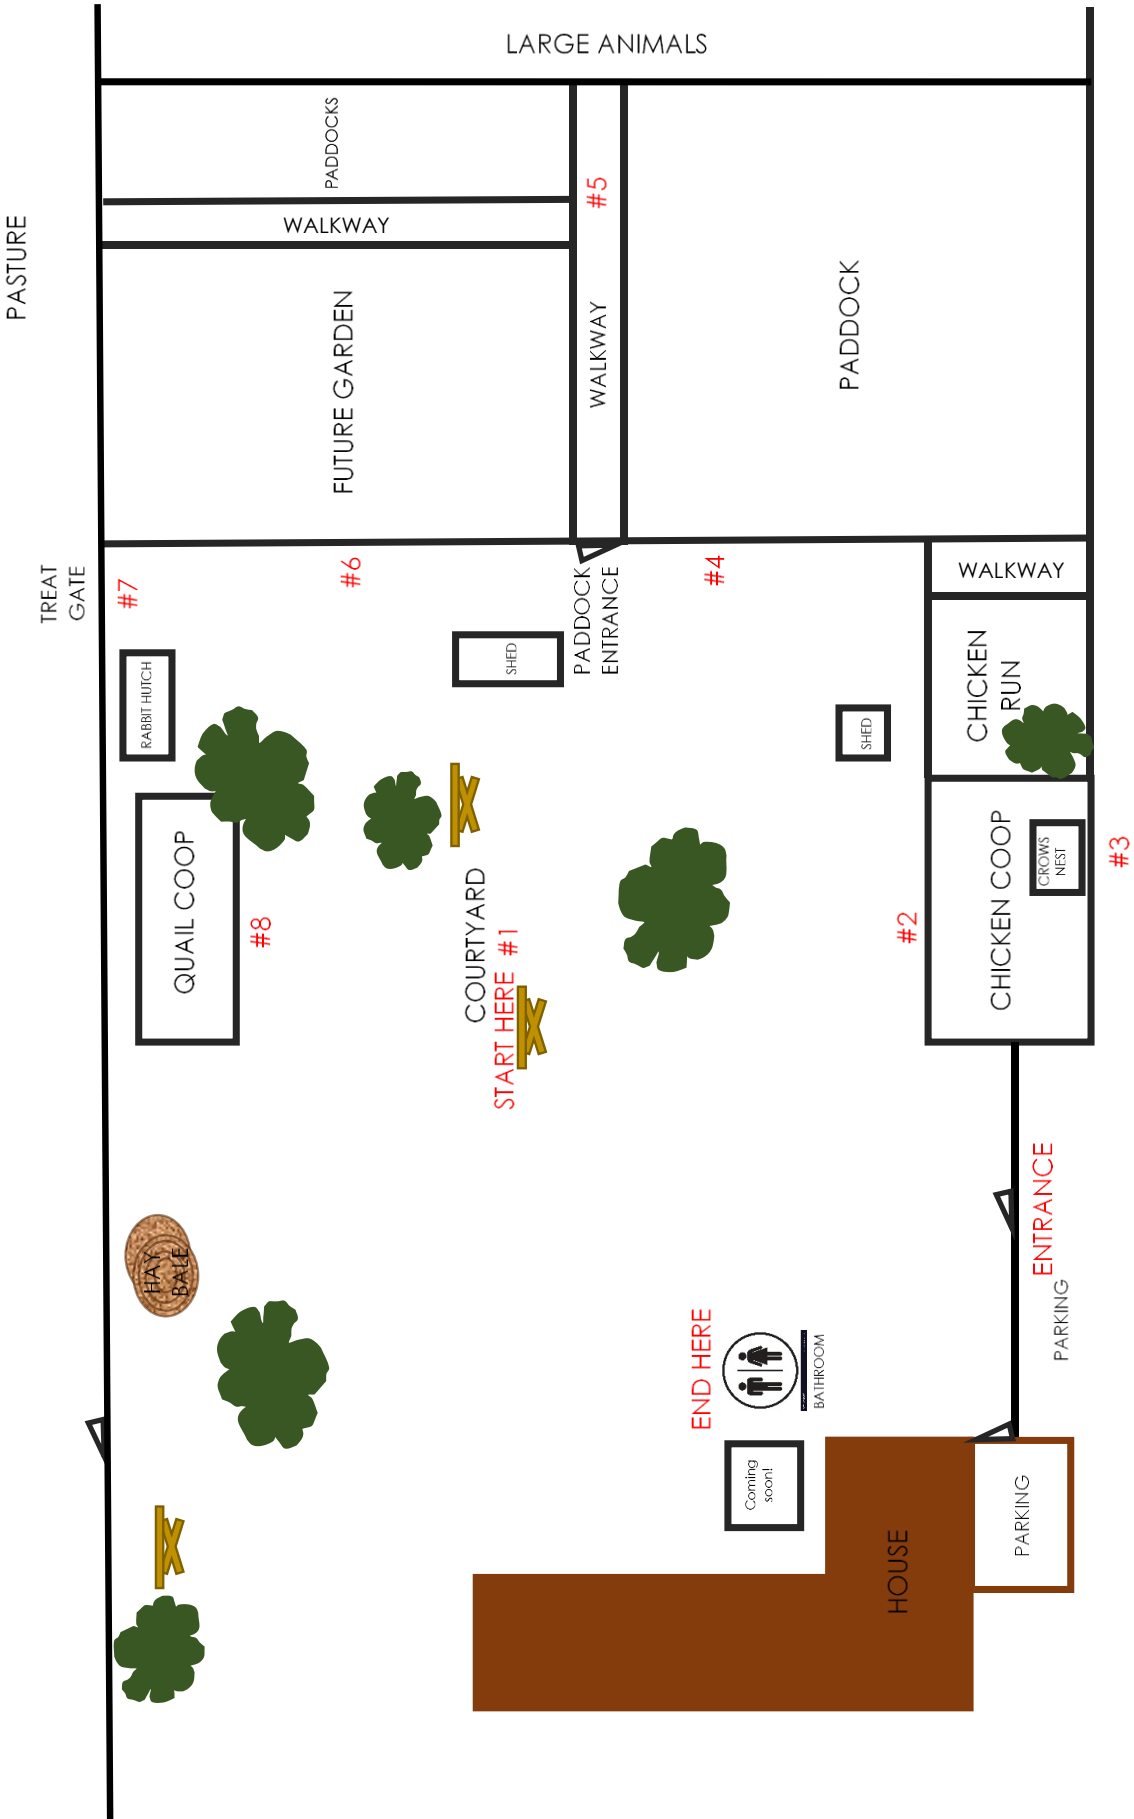 LARGE ANIMALS
PADDOCKS
WALKWAY
#5
PASTURE
FUTURE GARDEN
WALKWAY
PADDOCK
TREAT
GATE
#7
#6
PADDOCK
ENTRANCE
#4
WALKWAY
RABBIT HUTCH
SHED
SHED
CHICKEN
RUN
QUAIL COOP
#8
COURTYARD
START HERE #1
#2
CHICKEN COOP
CROWS
NEST
#3
HAY
BALE
ENTRANCE
PARKING
END HERE
BATHROOM
Coming
soon!
HOUSE
PARKING